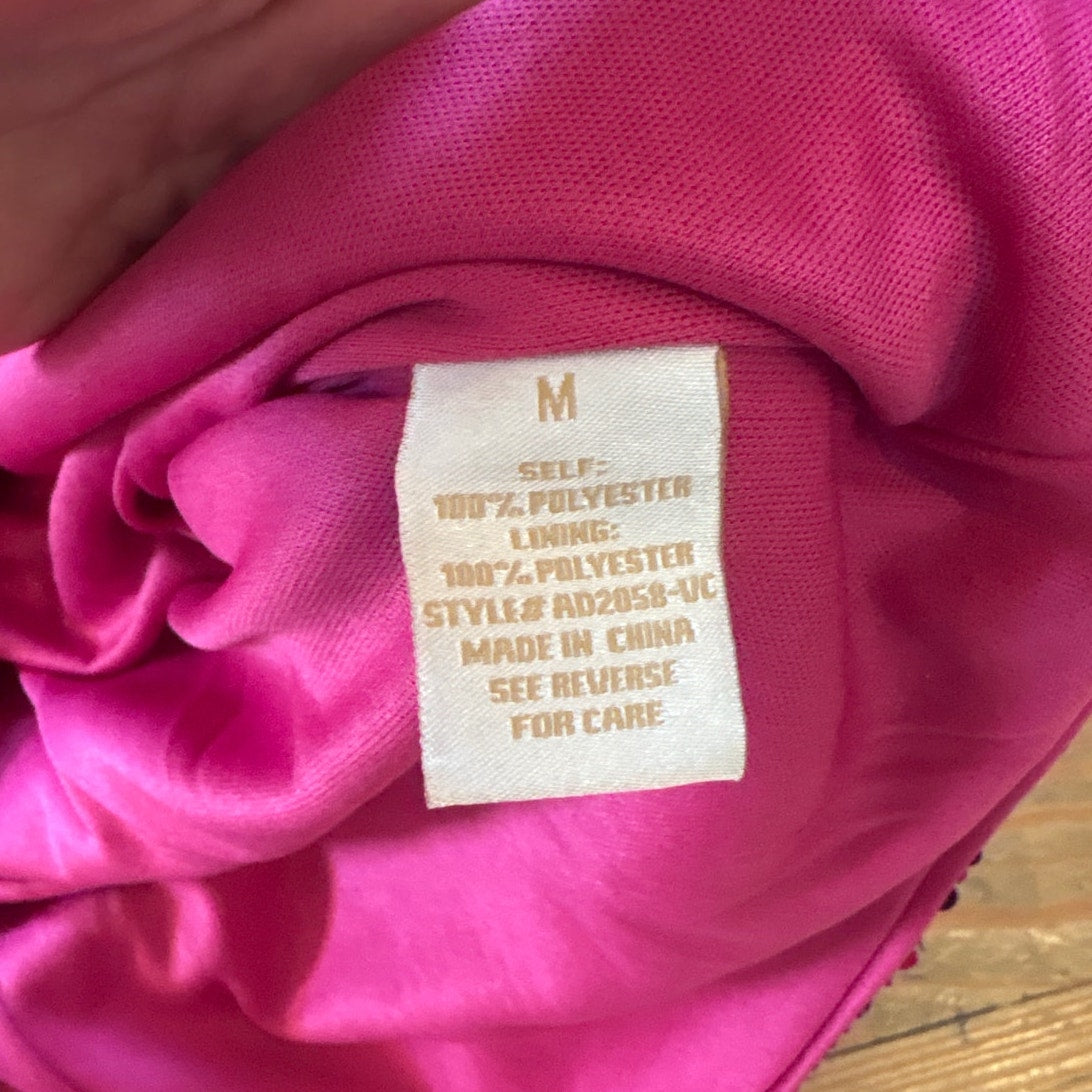 M
SELF:
100% POLYESTER
LINING:
100% POLYESTER
STYLE# AD2058-VC
MADE IN CHINA
SEE REVERSE
FOR CARE